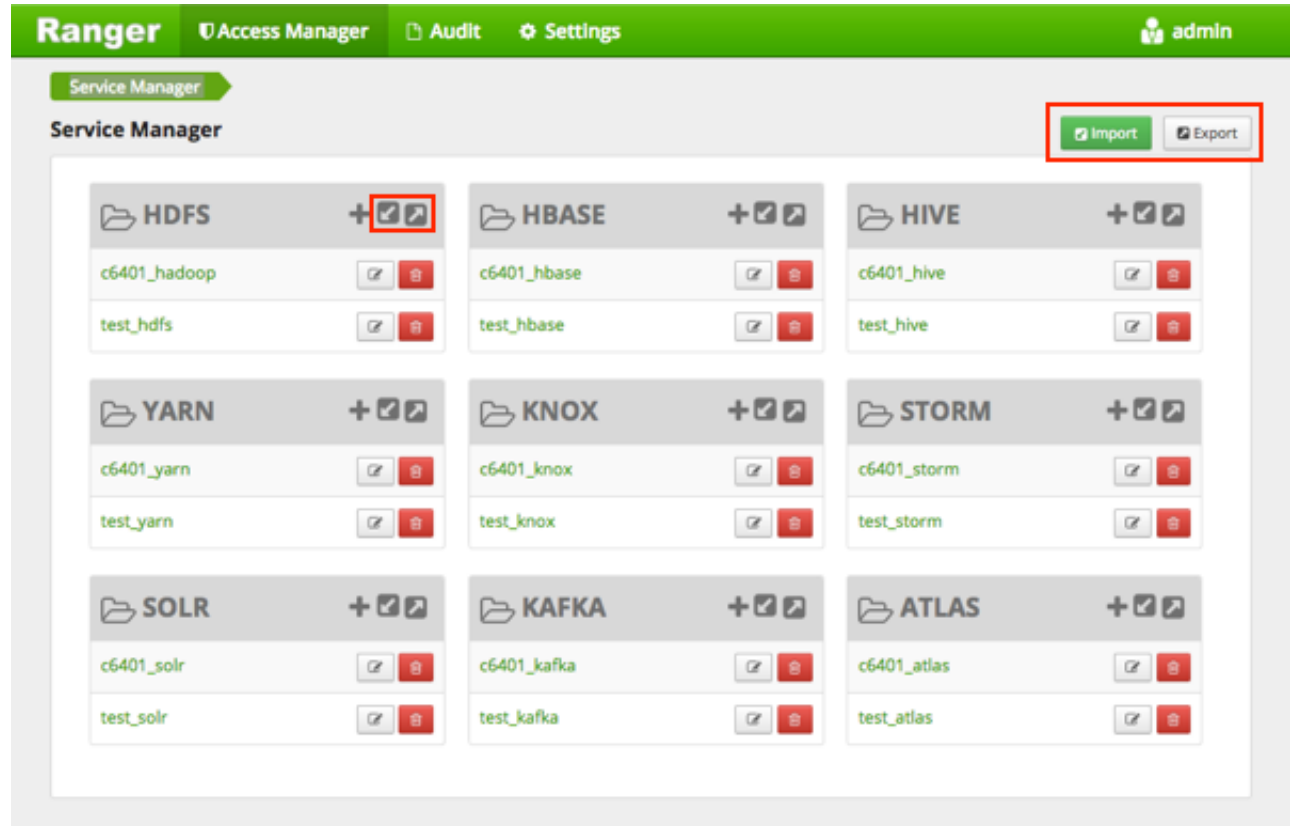 Ranger Access Manager Audit Settings admin
Service Manager
Service Manager Import Export
HDFS HBASE HIVE
c6401_hadoop c6401_hbase c6401_hive
test_hdfs test_hbase test_hive
YARN KNOX STORM
c6401_yarn c6401_knox c6401_storm
test_yarn test_knox test_storm
SOLR KAFKA ATLAS
c6401_solr c6401_kafka c6401_atlas
test_solr test_kafka test_atlas